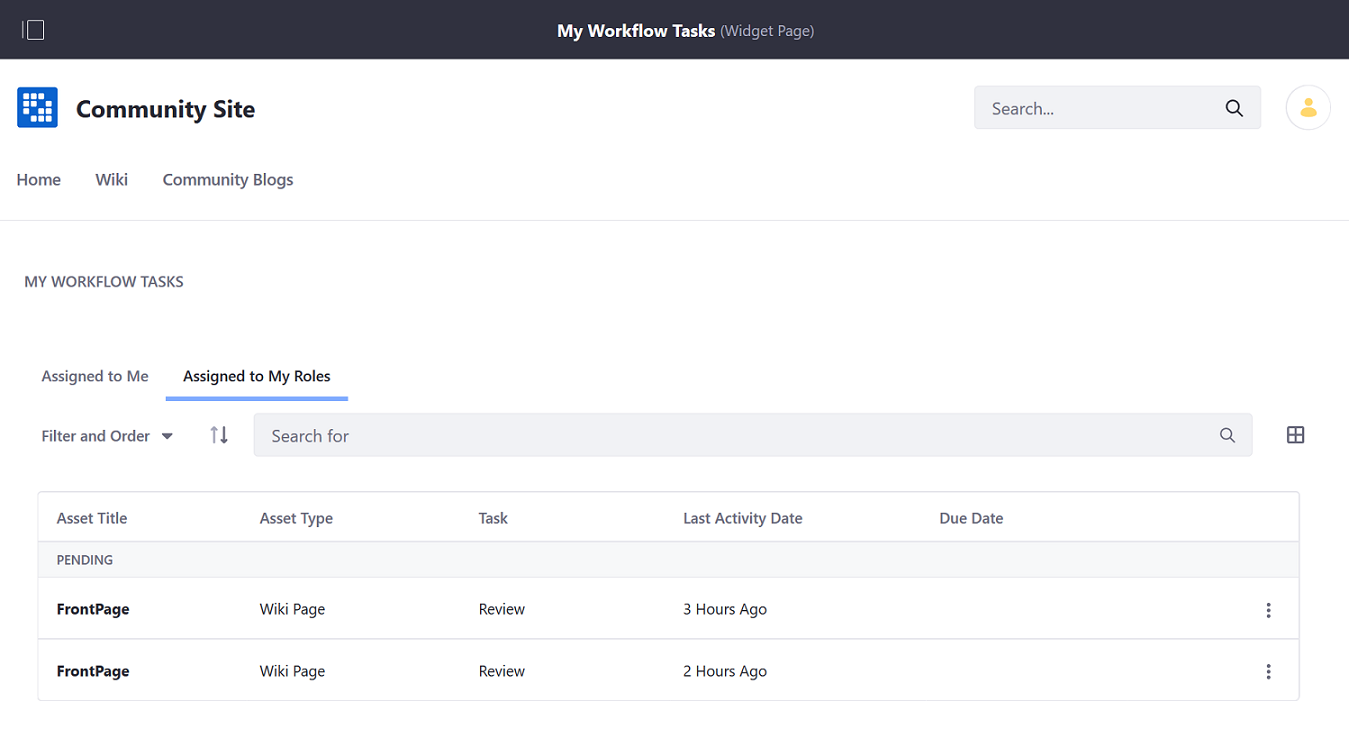 My Workflow Tasks (Widget Page)
Community Site
Search...
Home Wiki Community Blogs
MY WORKFLOW TASKS
Assigned to Me Assigned to My Roles
Filter and Order Search for
Asset Title Asset Type Task Last Activity Date Due Date
PENDING
FrontPage Wiki Page Review 3 Hours Ago
FrontPage Wiki Page Review 2 Hours Ago